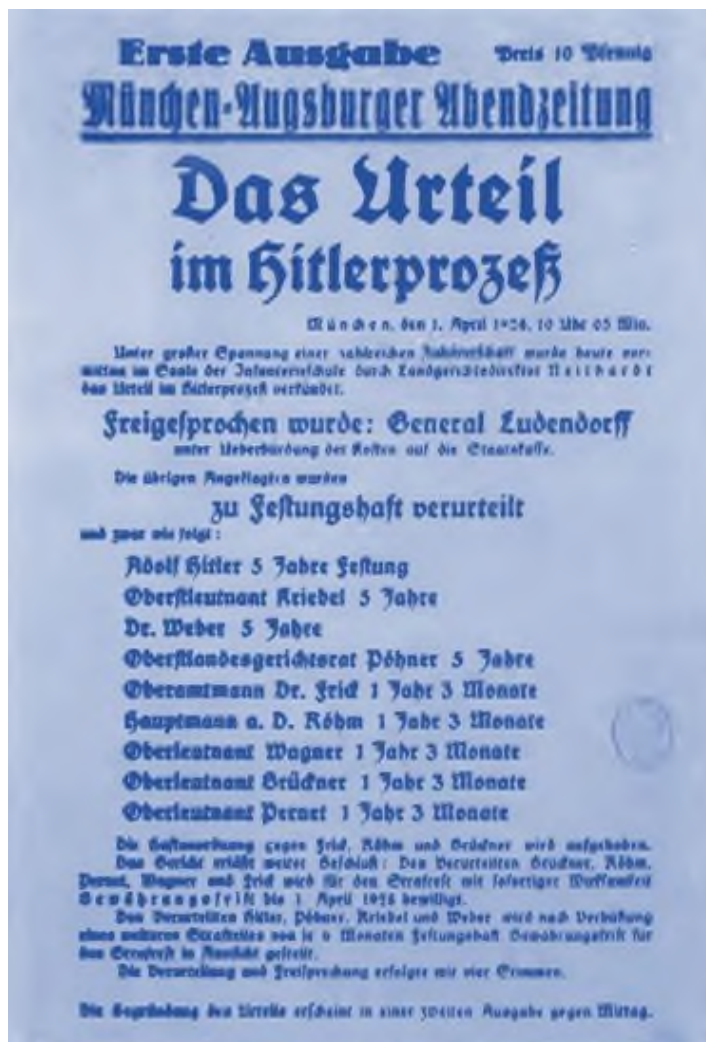 Erste Ausgabe Preis 10 Pfennig
München-Augsburger Abendzeitung
Das Urteil
im Hitlerprozeß
München, den 1. April 1924, 10 Uhr 05 Min.
Unter großer Spannung einer zahlreichen Zuhörerschaft wurde heute vor-
mittag im Saale der Infanterieschule durch Landgerichtsdirektor Neithardt
das Urteil im Hitlerprozeß verkündet.
Freigesprochen wurde: General Ludendorff
unter Ueberbürdung der Kosten auf die Staatskasse.
Die übrigen Angeklagten wurden
zu Festungshaft verurteilt
und zwar wie folgt:
Adolf Hitler 5 Jahre Festung
Oberstleutnant Kriebel 5 Jahre
Dr. Weber 5 Jahre
Oberstlandesgerichtsrat Pöhner 5 Jahre
Oberamtmann Dr. Frick 1 Jahr 3 Monate
Hauptmann a. D. Röhm 1 Jahr 3 Monate
Oberleutnant Wagner 1 Jahr 3 Monate
Oberleutnant Brückner 1 Jahr 3 Monate
Oberleutnant Pernet 1 Jahr 3 Monate
Die Haftanordnung gegen Frick, Röhm und Brückner wird aufgehoben.
Das Gericht erläßt weiter Beschluß: Den Verurteilten Brückner, Röhm,
Pernet, Wagner und Frick wird für den Strafrest mit sofortiger Wirksamkeit
Bewährungsfrist bis 1. April 1928 bewilligt.
Den Verurteilten Hitler, Pöhner, Kriebel und Weber wird nach Verbüßung
eines weiteren Strafteiles von je 6 Monaten Festungshaft Bewährungsfrist für
den Strafrest in Aussicht gestellt.
Die Verurteilung und Freisprechung erfolgte mit vier Stimmen.
Die Begründung des Urteils erscheint in einer zweiten Ausgabe gegen Mittag.